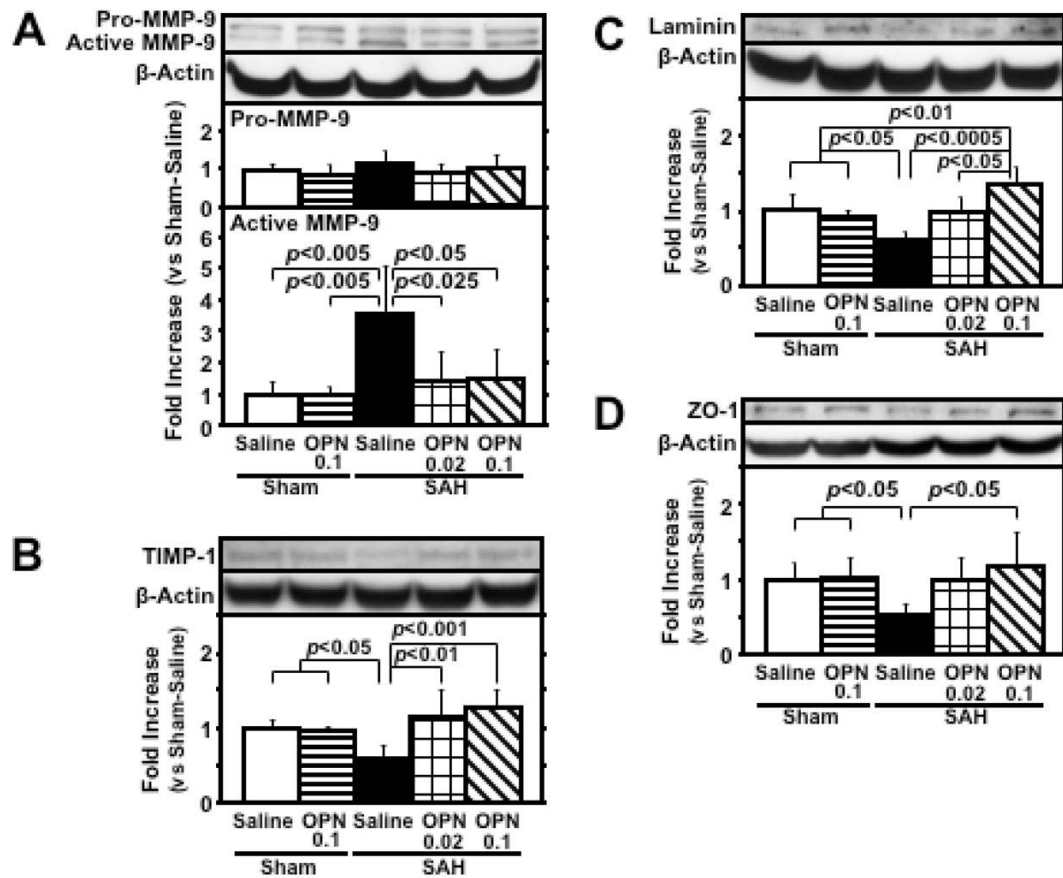 A
Pro-MMP-9
Active MMP-9
β-Actin
Fold Increase (vs Sham-Saline)
Pro-MMP-9
2
1
0
Active MMP-9
6
5
4
3
2
1
0
p<0.005 p<0.05
p<0.005 p<0.025
Saline OPN Saline OPN OPN
0.1 0.02 0.1
Sham SAH
B
TIMP-1
β-Actin
Fold Increase
(vs Sham-Saline)
2
1
0
p<0.001
p<0.05 p<0.01
Saline OPN Saline OPN OPN
0.1 0.02 0.1
Sham SAH
C
Laminin
β-Actin
Fold Increase
(vs Sham-Saline)
2
1
0
p<0.01
p<0.05 p<0.0005
p<0.05
Saline OPN Saline OPN OPN
0.1 0.02 0.1
Sham SAH
D
ZO-1
β-Actin
Fold Increase
(vs Sham-Saline)
2
1
0
p<0.05 p<0.05
Saline OPN Saline OPN OPN
0.1 0.02 0.1
Sham SAH